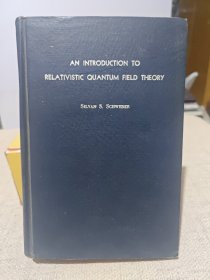 AN INTRODUCTION TO
RELATIVISTIC QUANTUM FIELD THEORY
SILVAN S. SCHWEBER